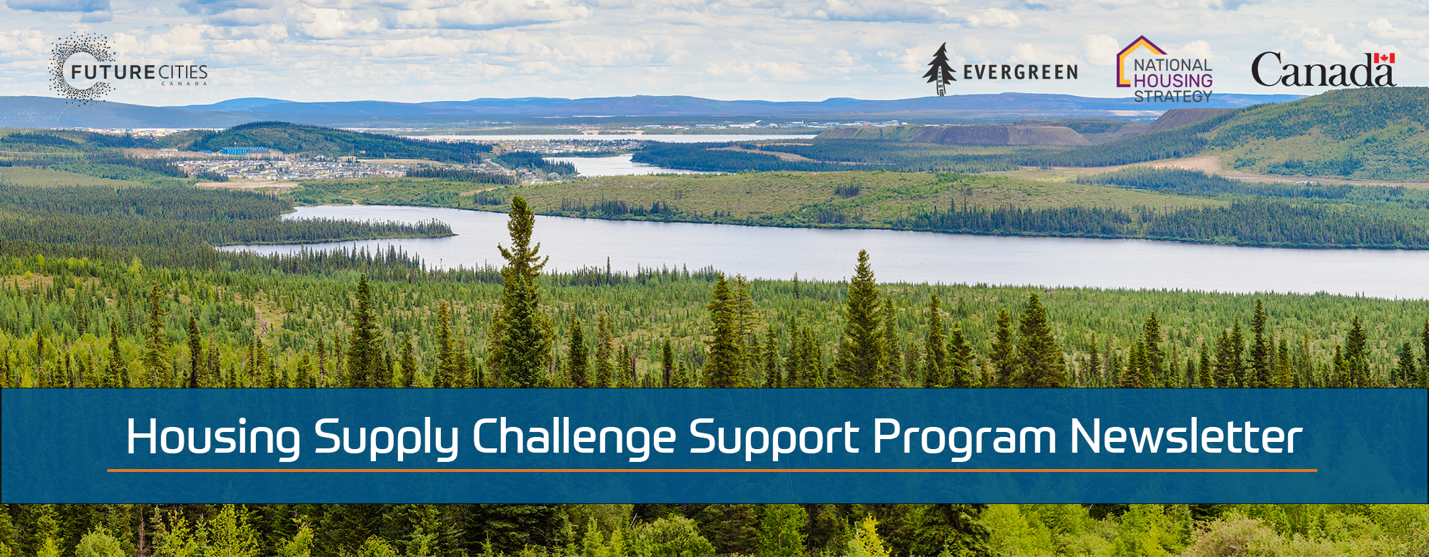 FUTURE CITIES
CANADA
EVERGREEN
NATIONAL
HOUSING
STRATEGY
Canada
Housing Supply Challenge Support Program Newsletter